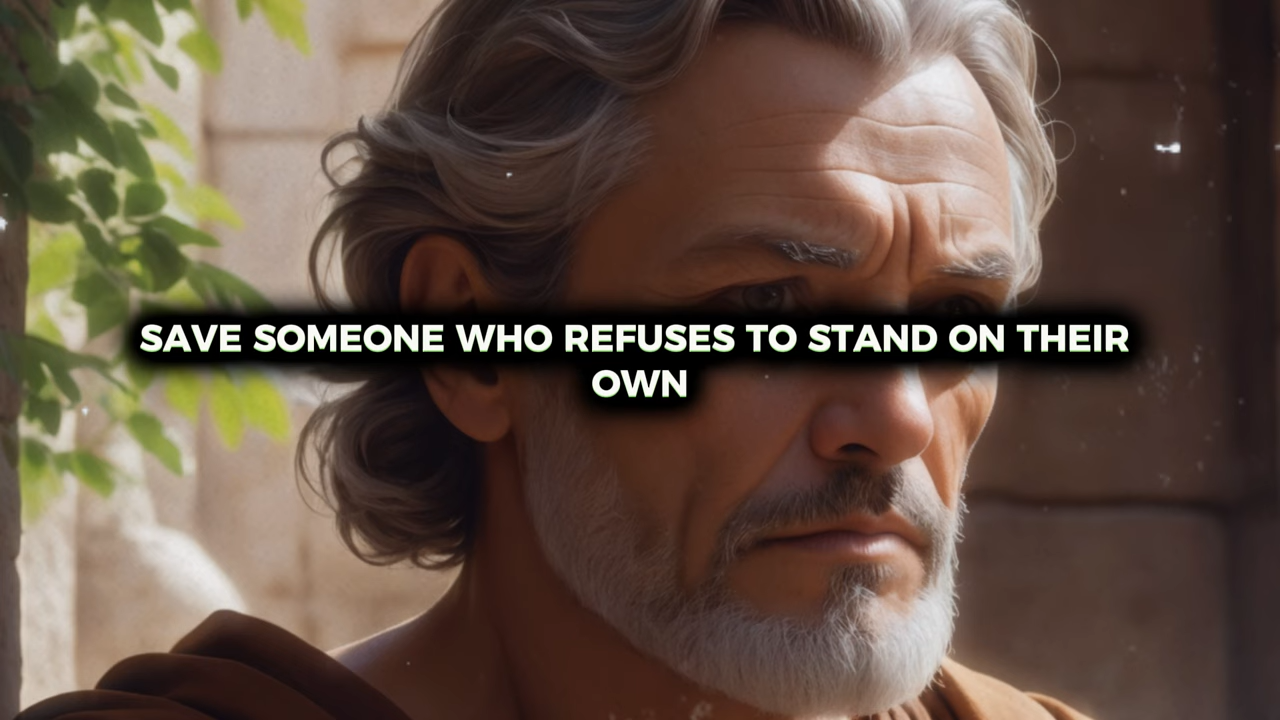 SAVE SOMEONE WHO REFUSES TO STAND ON THEIR
OWN